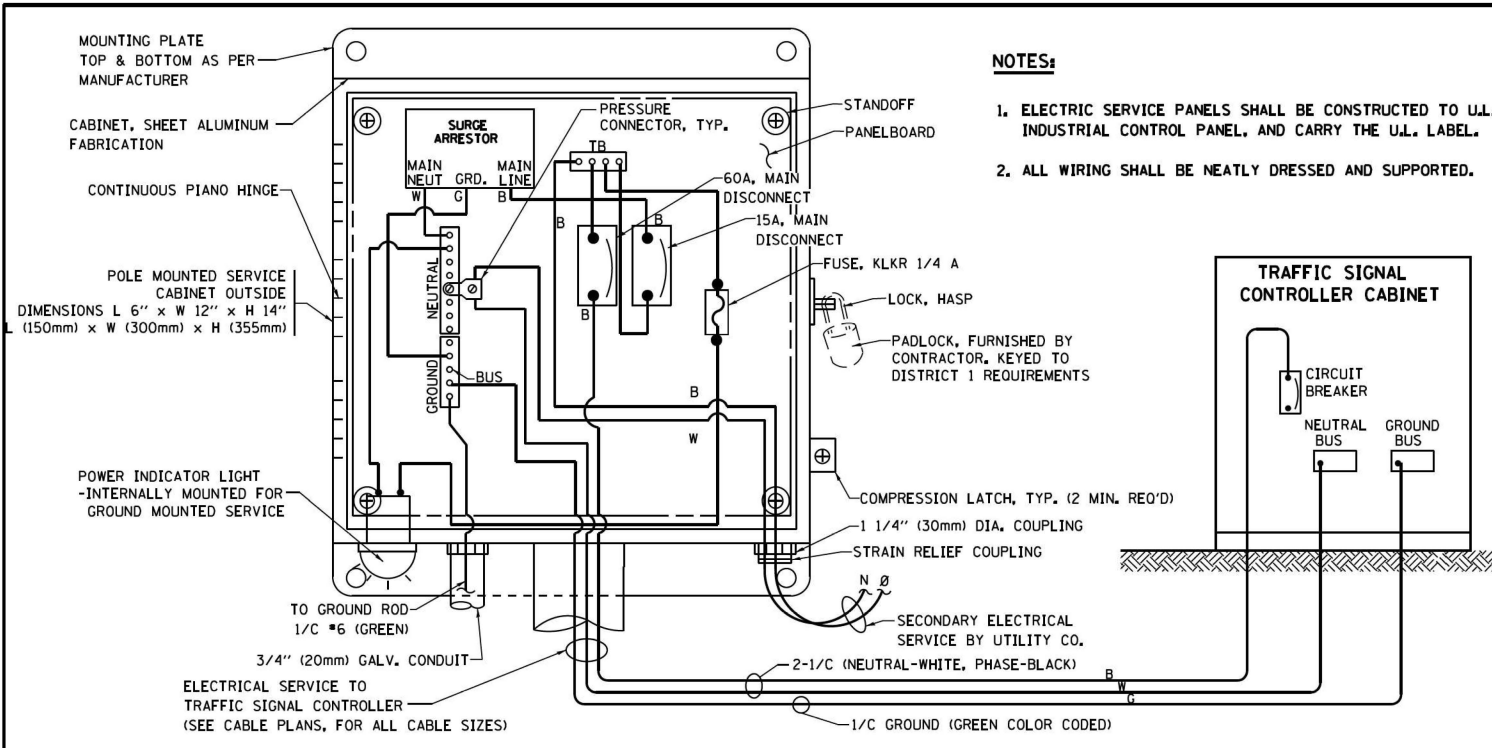 MOUNTING PLATE
TOP & BOTTOM AS PER
MANUFACTURER
CABINET, SHEET ALUMINUM
FABRICATION
CONTINUOUS PIANO HINGE
POLE MOUNTED SERVICE
CABINET OUTSIDE
DIMENSIONS L 6" x W 12" x H 14"
L (150mm) x W (300mm) x H (355mm)
POWER INDICATOR LIGHT
-INTERNALLY MOUNTED FOR
GROUND MOUNTED SERVICE
SURGE
ARRESTOR
MAIN
NEUT
GRD.
MAIN
LINE
W
G
B
PRESSURE
CONNECTOR, TYP.
TB
STANDOFF
PANELBOARD
60A, MAIN
DISCONNECT
B
B
15A, MAIN
DISCONNECT
B
FUSE, KLKR 1/4 A
NEUTRAL
GROUND
BUS
LOCK, HASP
PADLOCK, FURNISHED BY
CONTRACTOR. KEYED TO
DISTRICT 1 REQUIREMENTS
B
W
COMPRESSION LATCH, TYP. (2 MIN. REQ'D)
1 1/4" (30mm) DIA. COUPLING
STRAIN RELIEF COUPLING
N Ø
SECONDARY ELECTRICAL
SERVICE BY UTILITY CO.
TO GROUND ROD
1/C #6 (GREEN)
3/4" (20mm) GALV. CONDUIT
ELECTRICAL SERVICE TO
TRAFFIC SIGNAL CONTROLLER
(SEE CABLE PLANS, FOR ALL CABLE SIZES)
2-1/C (NEUTRAL-WHITE, PHASE-BLACK)
B
W
G
1/C GROUND (GREEN COLOR CODED)
NOTES:
1. ELECTRIC SERVICE PANELS SHALL BE CONSTRUCTED TO U.L.
INDUSTRIAL CONTROL PANEL, AND CARRY THE U.L. LABEL.
2. ALL WIRING SHALL BE NEATLY DRESSED AND SUPPORTED.
TRAFFIC SIGNAL
CONTROLLER CABINET
CIRCUIT
BREAKER
NEUTRAL
BUS
GROUND
BUS